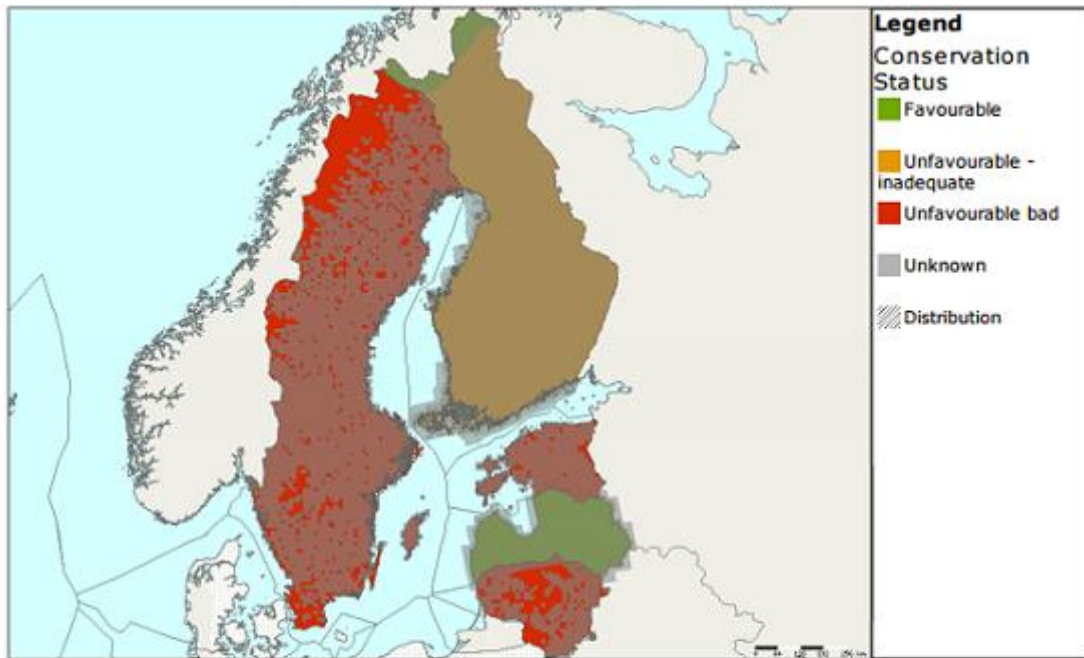 Legend
Conservation
Status
Favourable
Unfavourable -
inadequate
Unfavourable bad
Unknown
Distribution